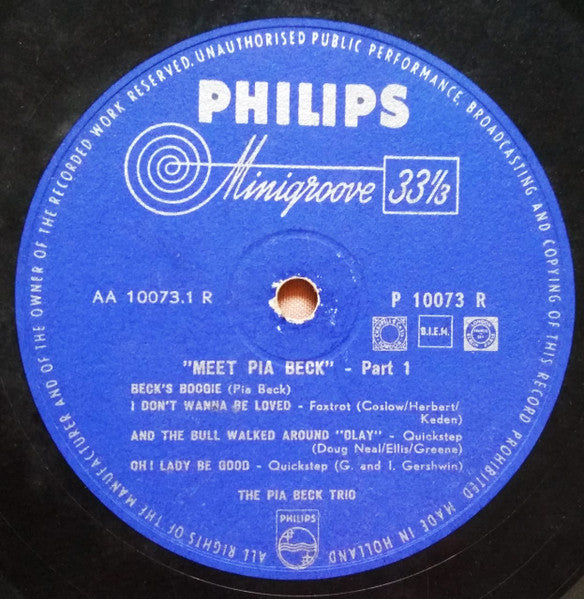 ALL RIGHTS OF THE MANUFACTURER AND OF THE OWNER OF THE RECORDED WORK RESERVED. UNAUTHORISED PUBLIC PERFORMANCE, BROADCASTING AND COPYING OF THIS RECORD PROHIBITED MADE IN HOLLAND
PHILIPS
Minigroove 33⅓
AA 10073.1 R
P 10073 R
B.I.E.M.
"MEET PIA BECK" - Part 1
BECK'S BOOGIE (Pia Beck)
I DON'T WANNA BE LOVED - Foxtrot (Coslow/Herbert/
Keden)
AND THE BULL WALKED AROUND "OLAY" - Quickstep
(Doug Neal/Ellis/Greene)
OH! LADY BE GOOD - Quickstep (G. and I. Gershwin)
THE PIA BECK TRIO
PHILIPS